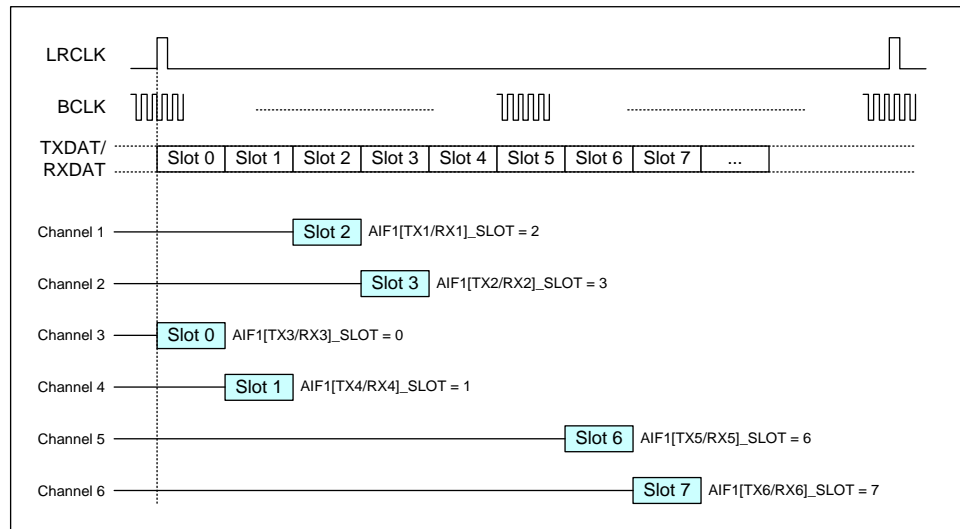 LRCLK
BCLK
TXDAT/
RXDAT
Slot 0 Slot 1 Slot 2 Slot 3 Slot 4 Slot 5 Slot 6 Slot 7 ...
Channel 1 Slot 2 AIF1[TX1/RX1]_SLOT = 2
Channel 2 Slot 3 AIF1[TX2/RX2]_SLOT = 3
Channel 3 Slot 0 AIF1[TX3/RX3]_SLOT = 0
Channel 4 Slot 1 AIF1[TX4/RX4]_SLOT = 1
Channel 5 Slot 6 AIF1[TX5/RX5]_SLOT = 6
Channel 6 Slot 7 AIF1[TX6/RX6]_SLOT = 7